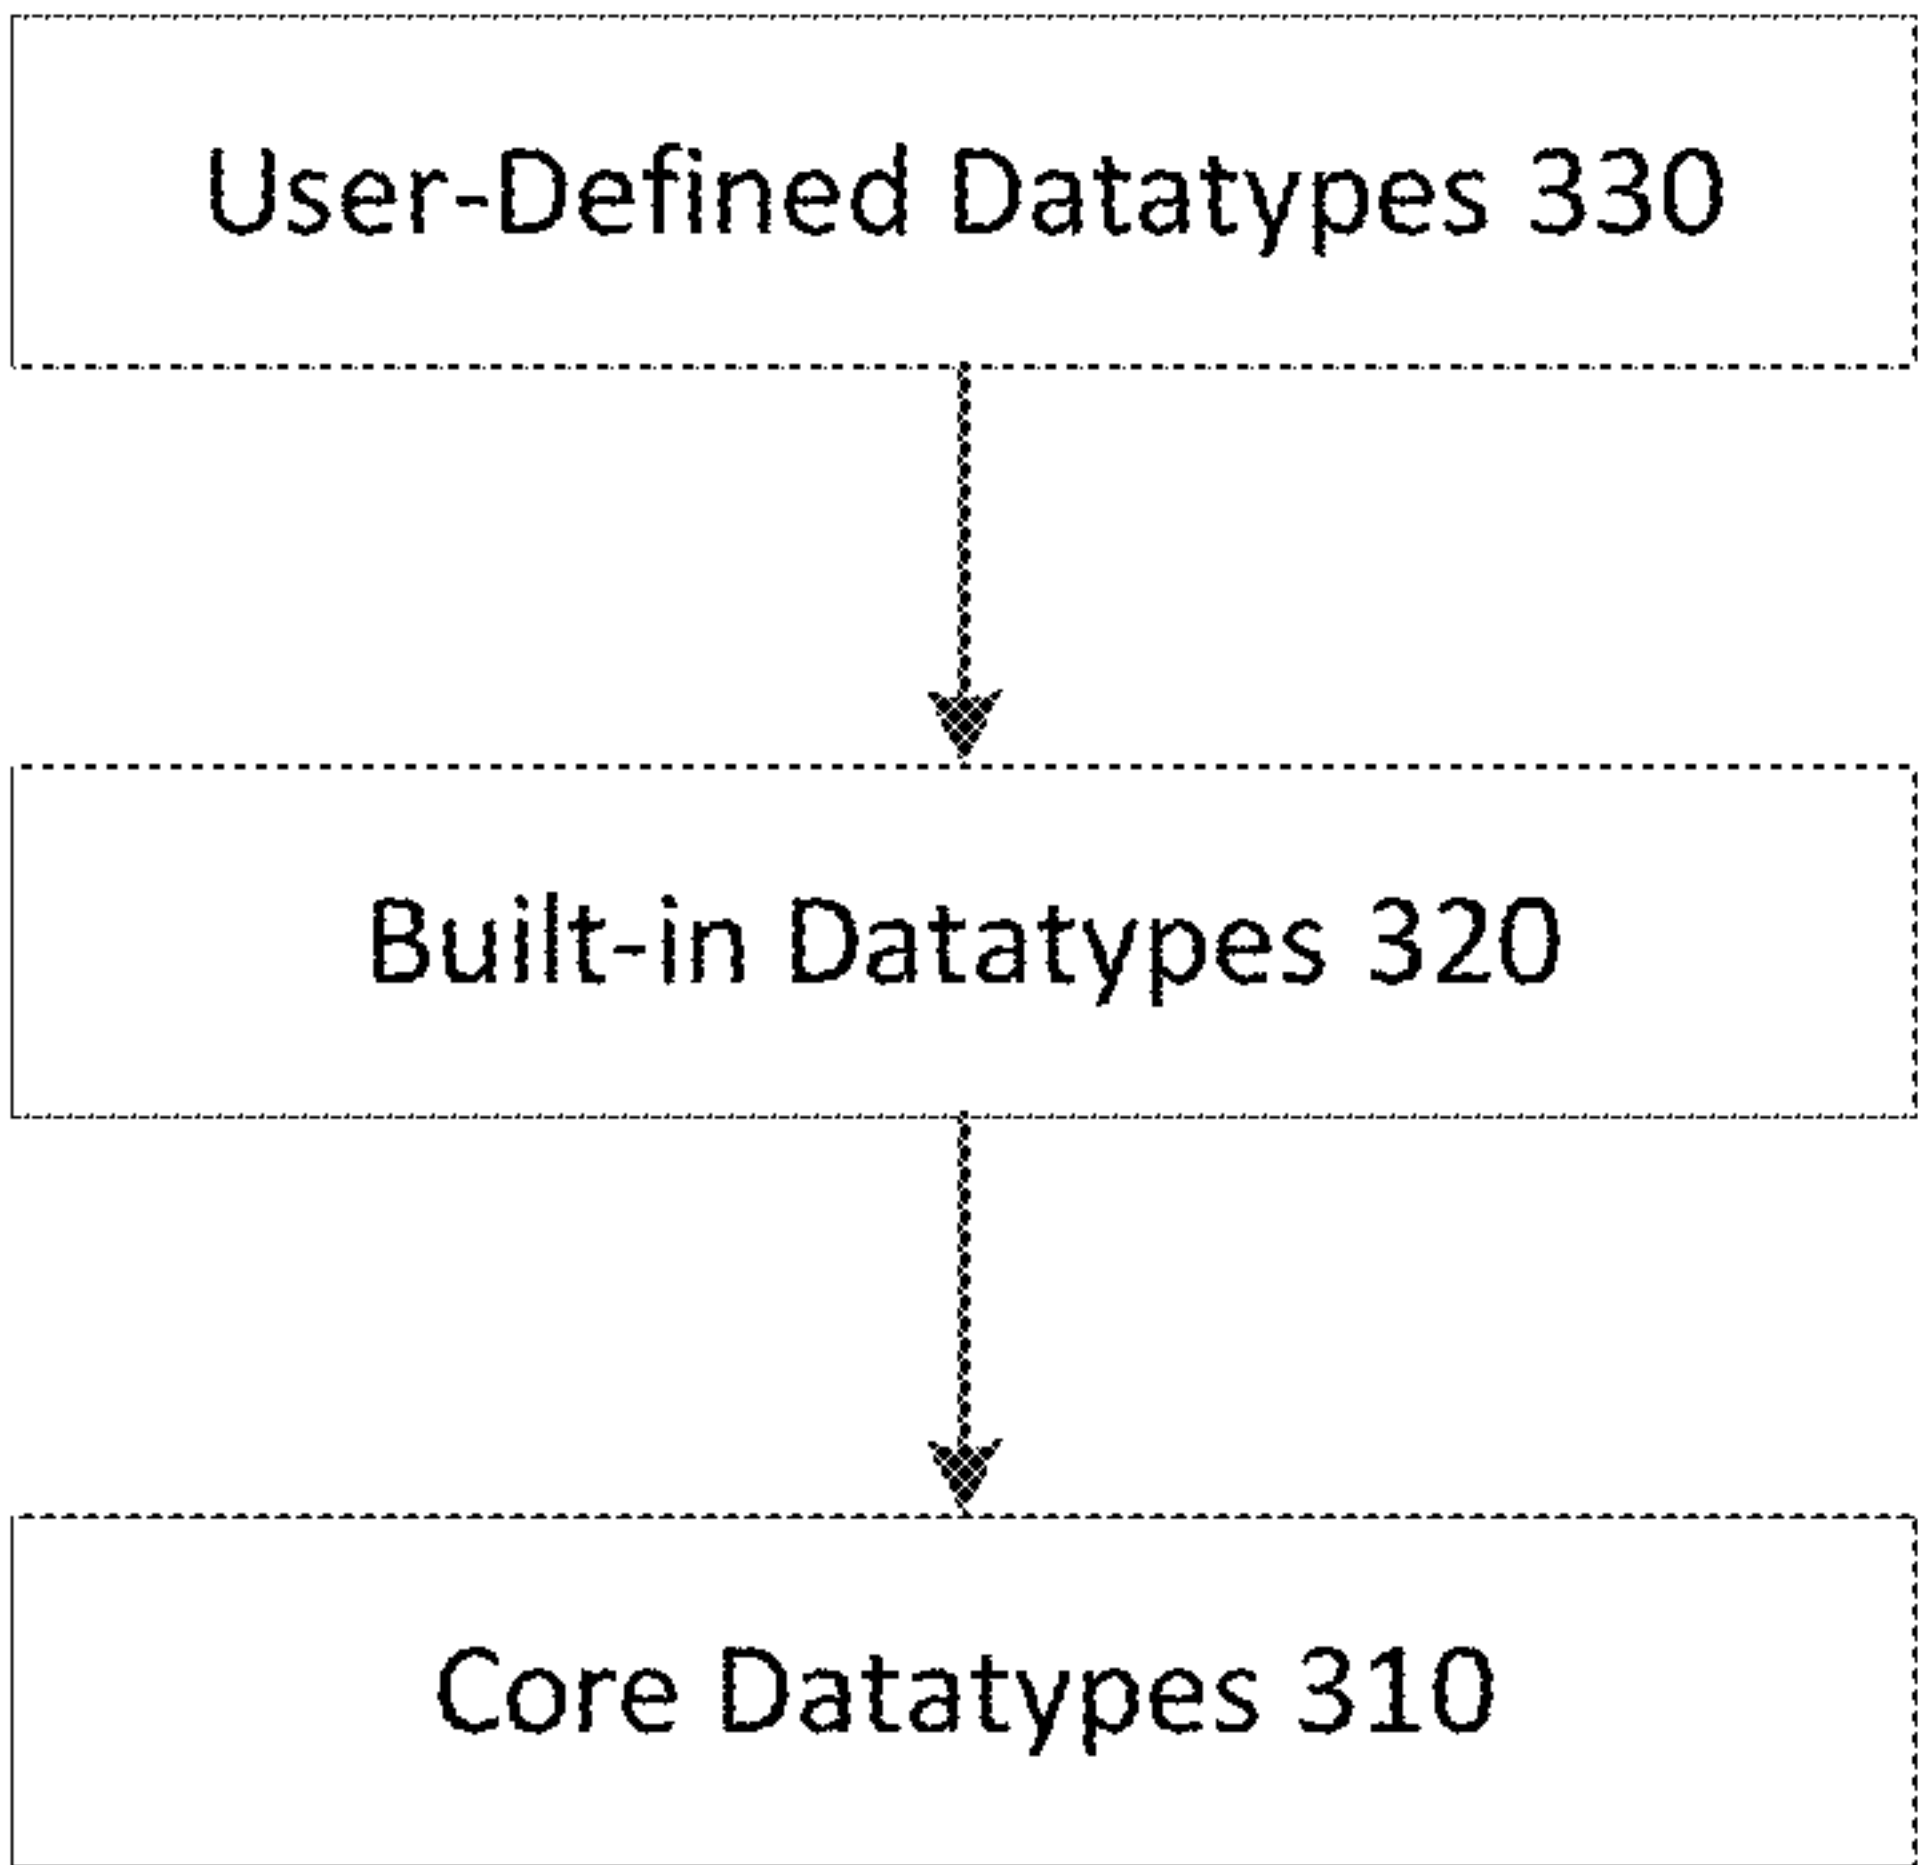 User-Defined Datatypes 330
Built-in Datatypes 320
Core Datatypes 310